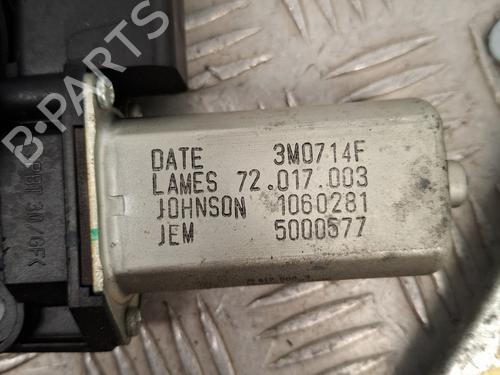 B-PARTS
DATE 3M0714F
LAMES 72.017.003
JOHNSON 1060281
JEM 5000577